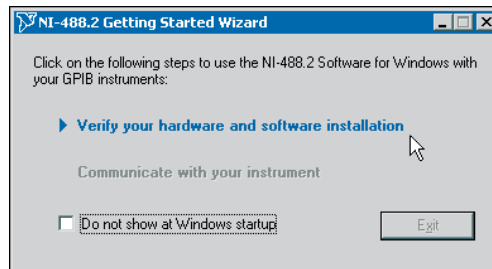 NI-488.2 Getting Started Wizard
Click on the following steps to use the NI-488.2 Software for Windows with
your GPIB instruments:
Verify your hardware and software installation
Communicate with your instrument
Do not show at Windows startup
Exit